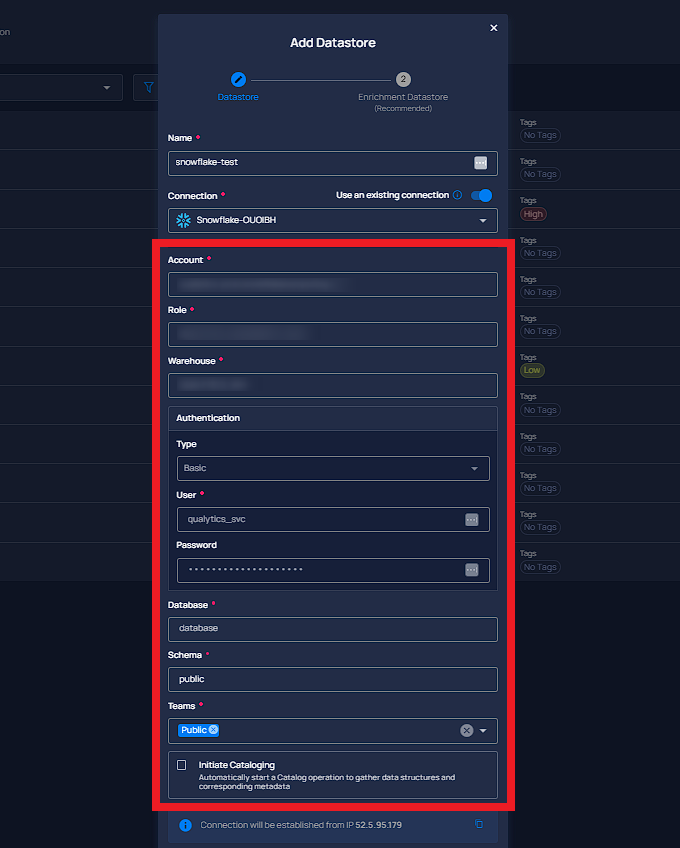 on
Add Datastore
2
Datastore
Enrichment Datastore
(Recommended)
Name *
snowflake-test
Connection *
Use an existing connection
Snowflake-OUOIBH
Account *
Role *
Warehouse *
Authentication
Type
Basic
User *
qualytics_svc
Password
Database *
database
Schema *
public
Teams *
Public
Initiate Cataloging
Automatically start a Catalog operation to gather data structures and
corresponding metadata
Connection will be established from IP 52.5.95.179
Tags
No Tags
Tags
No Tags
Tags
High
Tags
No Tags
Tags
No Tags
Tags
No Tags
Tags
Low
Tags
No Tags
Tags
No Tags
Tags
No Tags
Tags
No Tags
Tags
No Tags